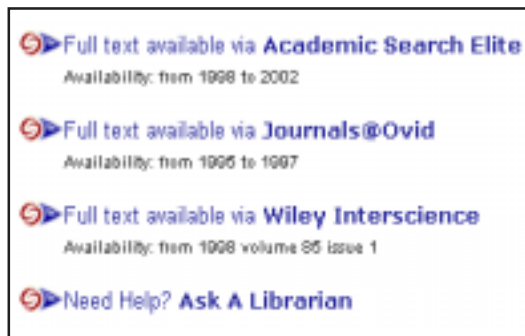 Full text available via Academic Search Elite
Availability: from 1998 to 2002
Full text available via Journals@Ovid
Availability: from 1995 to 1997
Full text available via Wiley Interscience
Availability: from 1998 volume 85 issue 1
Need Help? Ask A Librarian